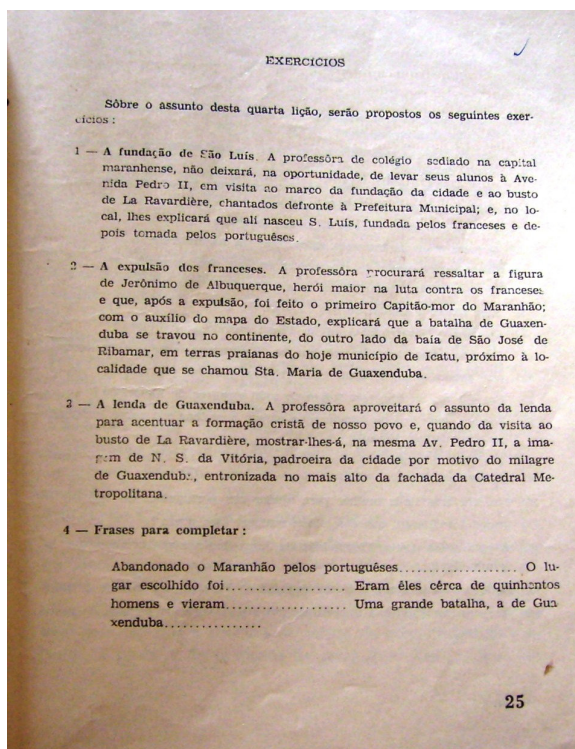 EXERCÍCIOS
Sôbre o assunto desta quarta lição, serão propostos os seguintes exer-
cícios :
1 — A fundação de São Luís. A professôra de colégio sediado na capital
maranhense, não deixará, na oportunidade, de levar seus alunos à Ave-
nida Pedro II, em visita ao marco da fundação da cidade e ao busto
de La Ravardière, chantados defronte à Prefeitura Municipal; e, no lo-
cal, lhes explicará que ali nasceu S. Luís, fundada pelos franceses e de-
pois tomada pelos portuguêses.
2 — A expulsão dos franceses. A professôra procurará ressaltar a figura
de Jerônimo de Albuquerque, herói maior na luta contra os franceses
e que, após a expulsão, foi feito o primeiro Capitão-mor do Maranhão;
com o auxílio do mapa do Estado, explicará que a batalha de Guaxen-
duba se travou no continente, do outro lado da baía de São José de
Ribamar, em terras praianas do hoje município de Icatu, próximo à lo-
calidade que se chamou Sta. Maria de Guaxenduba.
3 — A lenda de Guaxenduba. A professôra aproveitará o assunto da lenda
para acentuar a formação cristã de nosso povo e, quando da visita ao
busto de La Ravardière, mostrar-lhes-á, na mesma Av. Pedro II, a ima-
gem de N. S. da Vitória, padroeira da cidade por motivo do milagre
de Guaxenduba, entronizada no mais alto da fachada da Catedral Me-
tropolitana.
4 — Frases para completar :
Abandonado o Maranhão pelos portuguêses................... O lu-
gar escolhido foi................... Eram êles cêrca de quinhentos
homens e vieram................... Uma grande batalha, a de Gua
xenduba...............
25